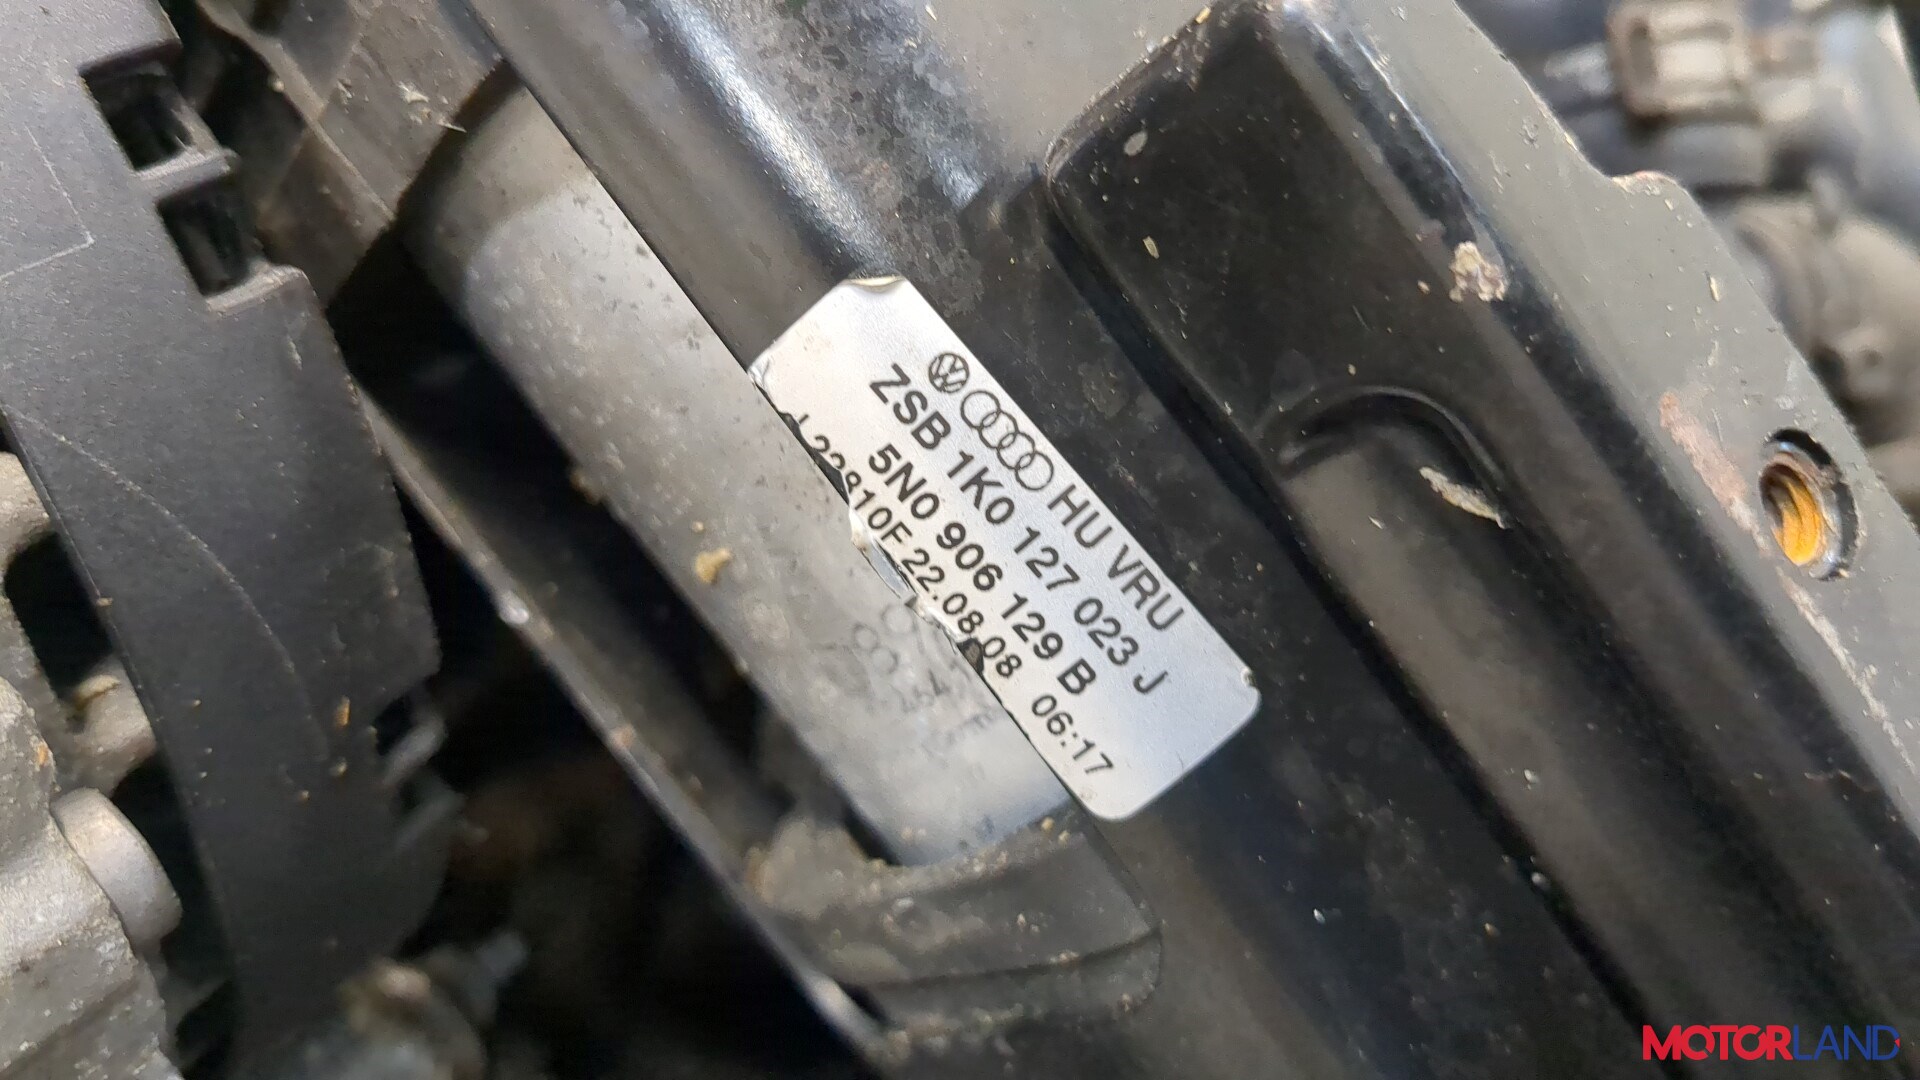 HU VRU
ZSB 1K0 127 023 J
5N0 906 129 B
22.08.08 06:17
MOTORLAND